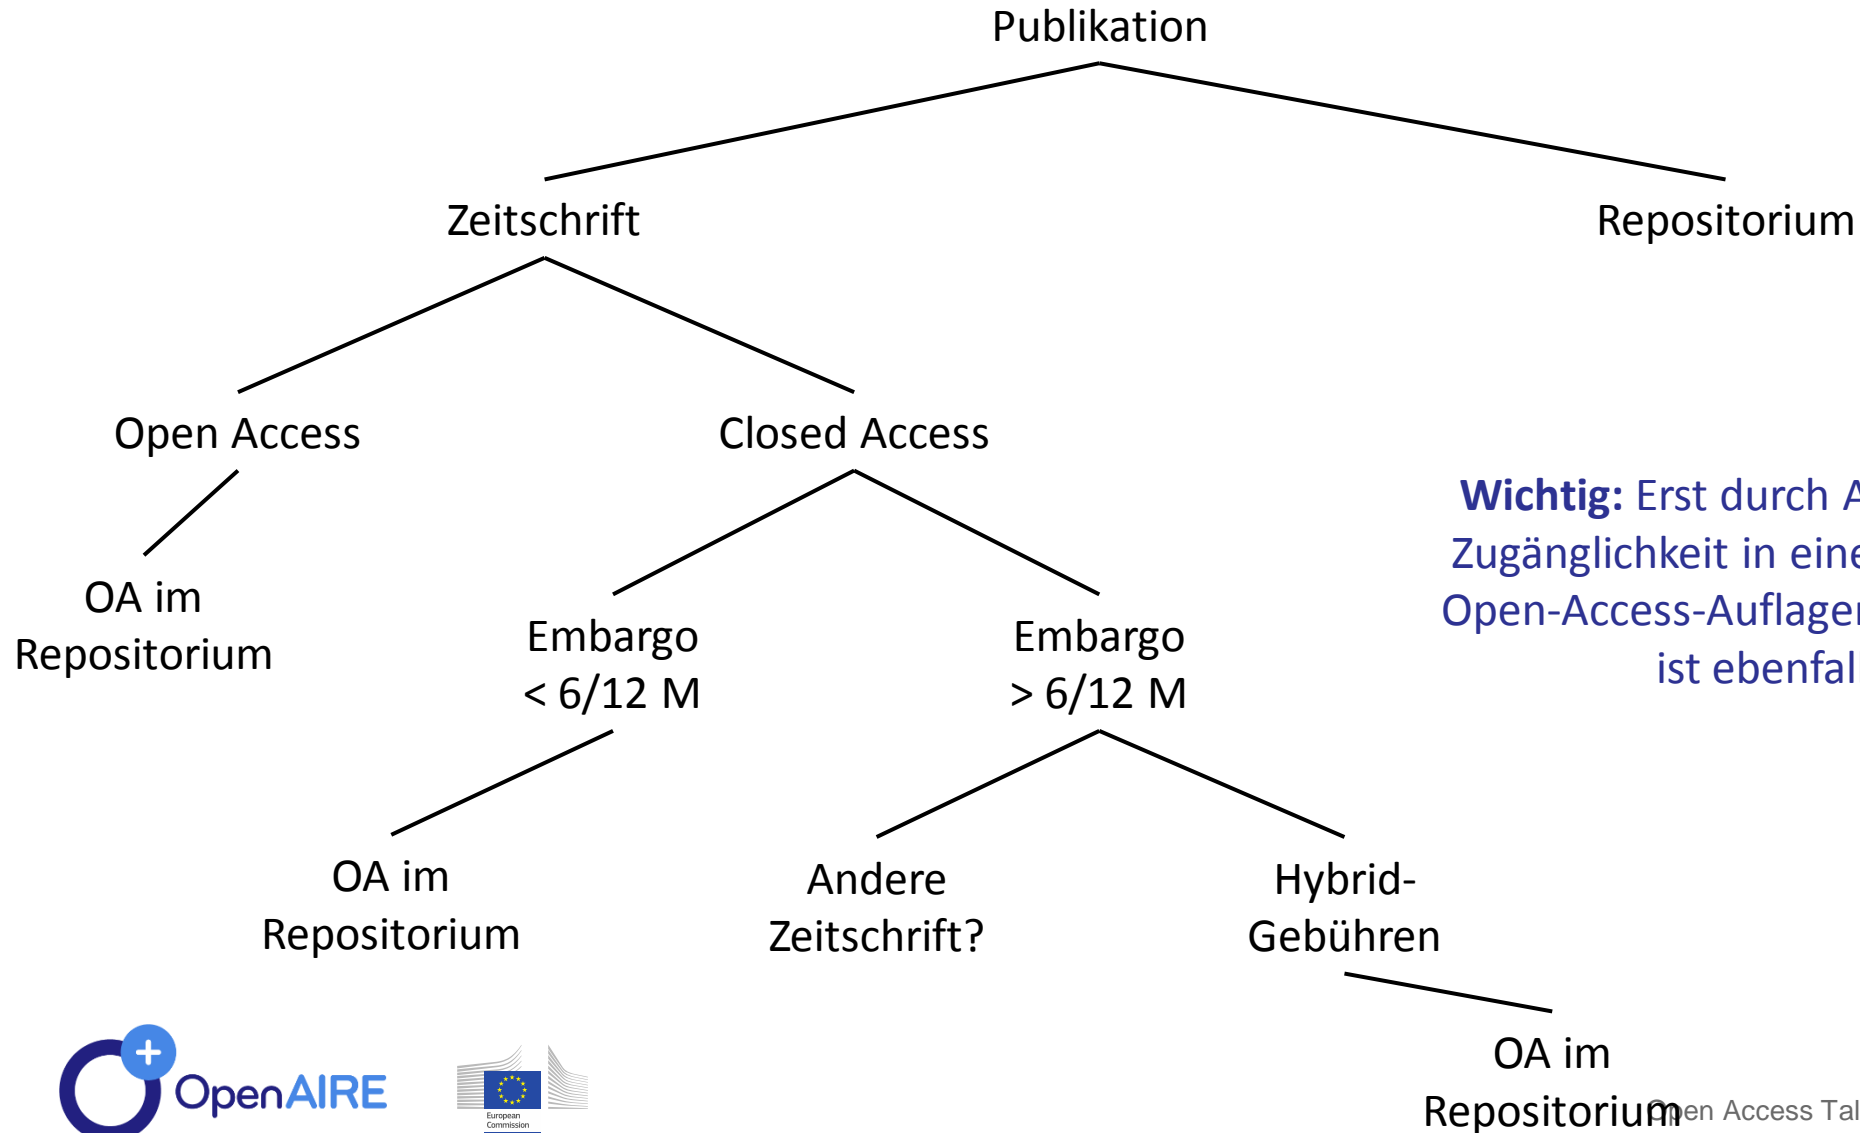 Publikation
Zeitschrift
Repositorium
Open Access
Closed Access
OA im
Repositorium
Embargo
< 6/12 M
Embargo
> 6/12 M
Wichtig: Erst durch A
Zugänglichkeit in eine
Open-Access-Auflagen
ist ebenfal
OA im
Repositorium
Andere
Zeitschrift?
Hybrid-
Gebühren
OA im
Repositorium
OpenAIRE
European
Commission
Open Access Tal